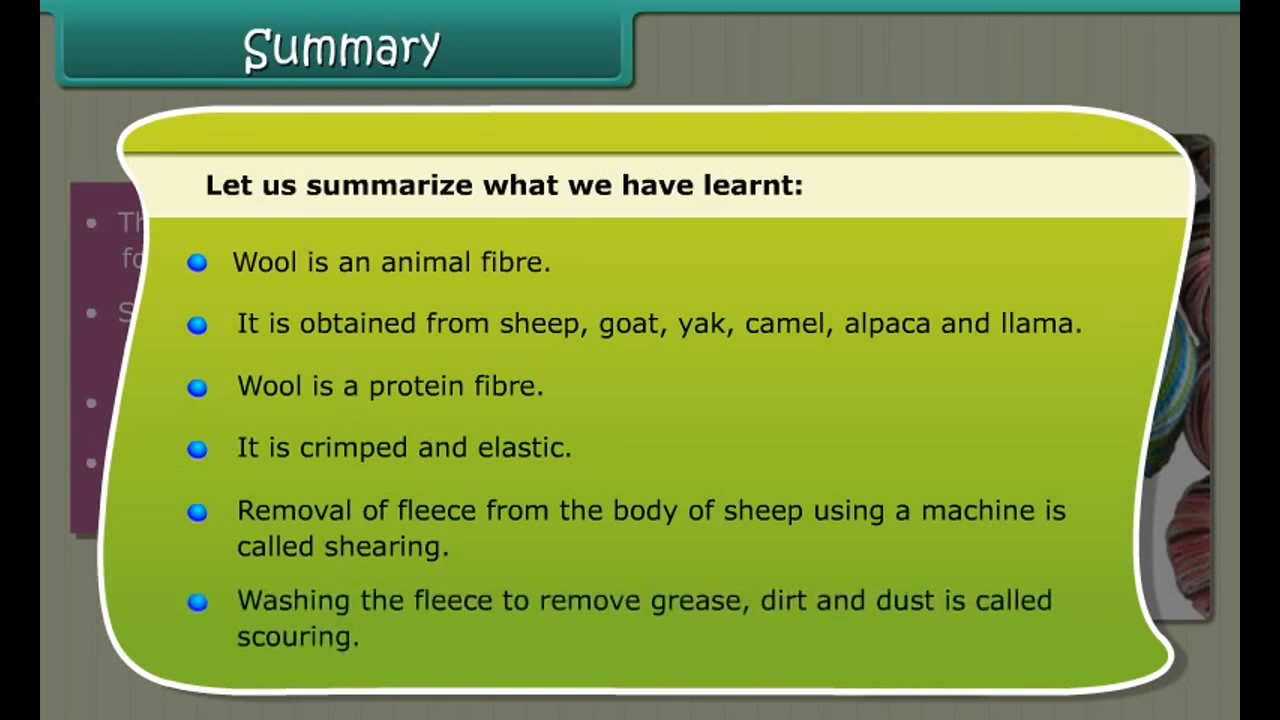 Summary
Let us summarize what we have learnt:
Wool is an animal fibre.
It is obtained from sheep, goat, yak, camel, alpaca and llama.
Wool is a protein fibre.
It is crimped and elastic.
Removal of fleece from the body of sheep using a machine is
called shearing.
Washing the fleece to remove grease, dirt and dust is called
scouring.